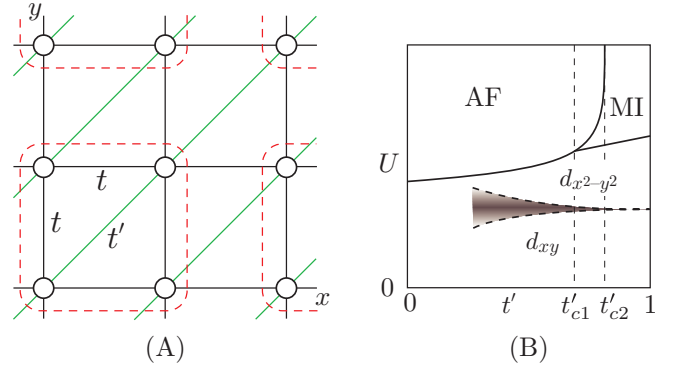 y
t
t
t′
x
(A)
AF
MI
U
d_{x²−y²}
d_{xy}
0
0
t′
t′_{c1}
t′_{c2}
1
(B)